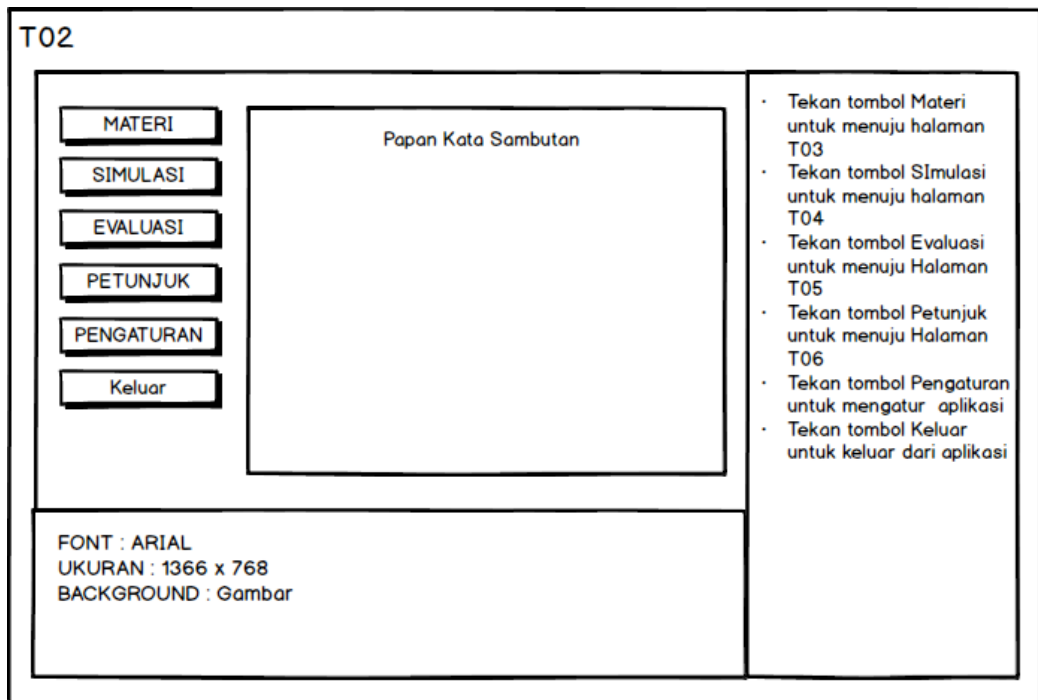 T02
MATERI
SIMULASI
EVALUASI
PETUNJUK
PENGATURAN
Keluar
Papan Kata Sambutan
· Tekan tombol Materi
untuk menuju halaman
T03
· Tekan tombol SImulasi
untuk menuju halaman
T04
· Tekan tombol Evaluasi
untuk menuju Halaman
T05
· Tekan tombol Petunjuk
untuk menuju Halaman
T06
· Tekan tombol Pengaturan
untuk mengatur aplikasi
· Tekan tombol Keluar
untuk keluar dari aplikasi
FONT : ARIAL
UKURAN : 1366 x 768
BACKGROUND : Gambar